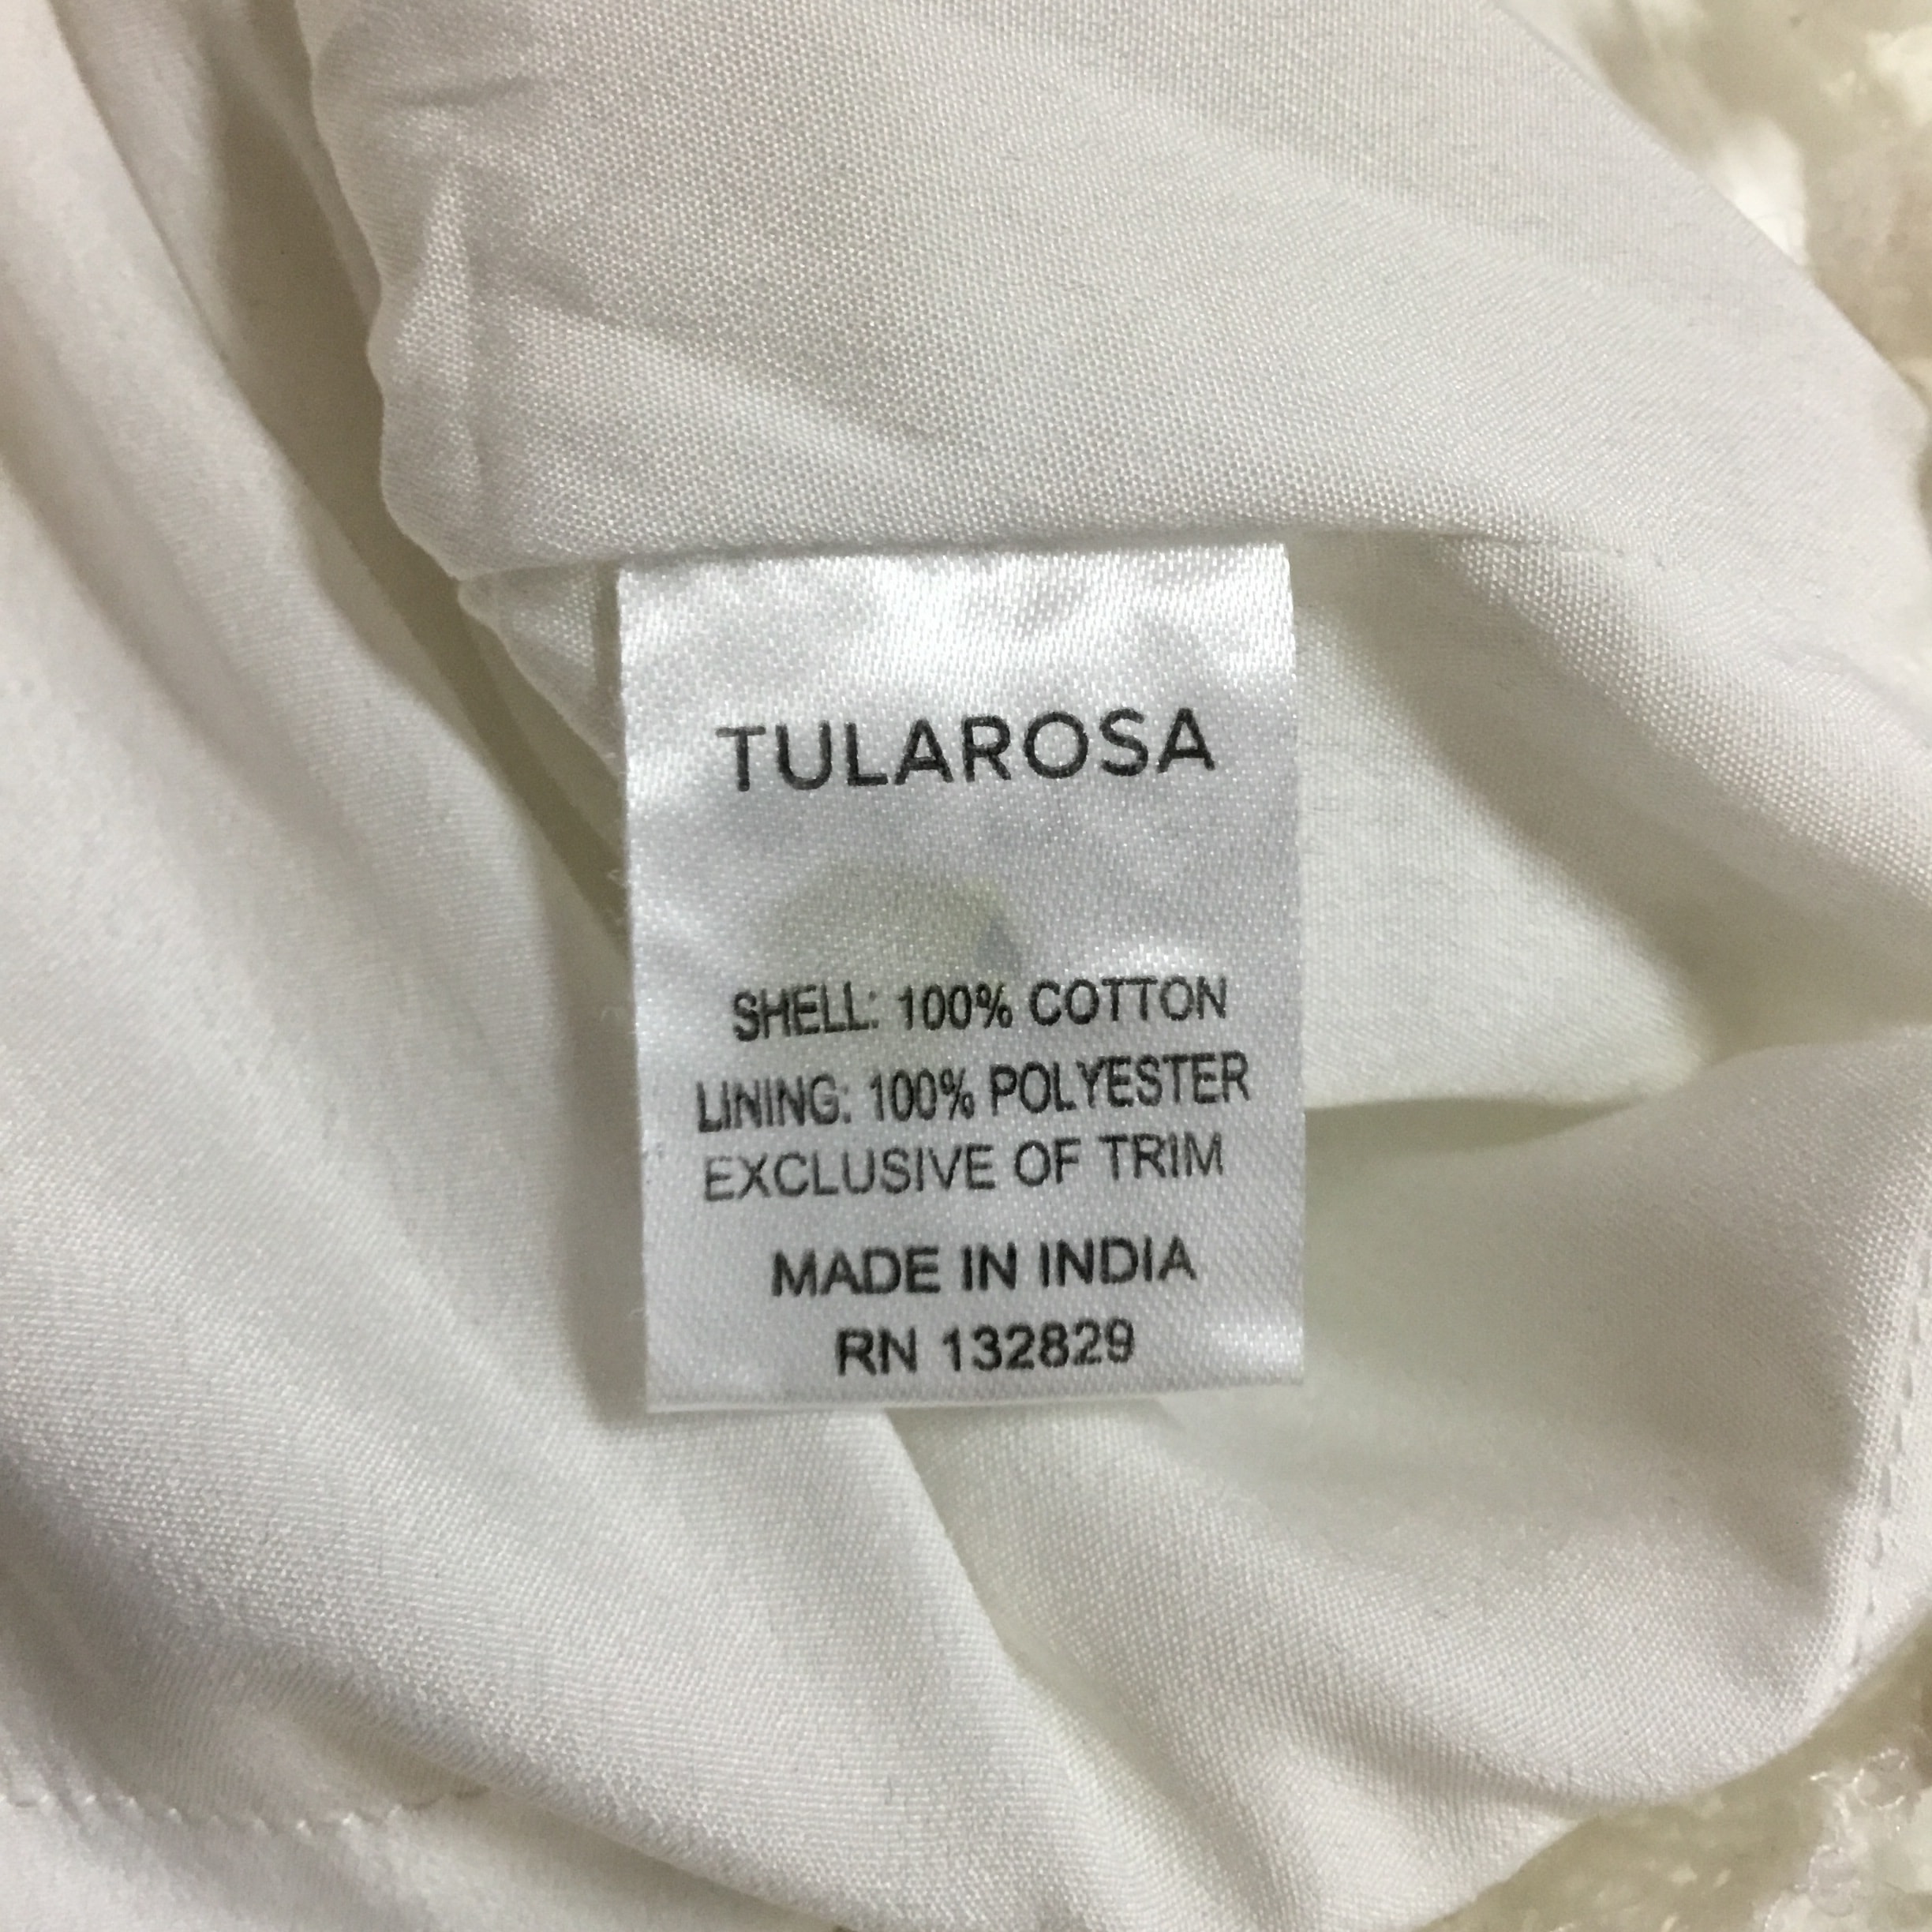 TULAROSA
SHELL: 100% COTTON
LINING: 100% POLYESTER
EXCLUSIVE OF TRIM
MADE IN INDIA
RN 132829